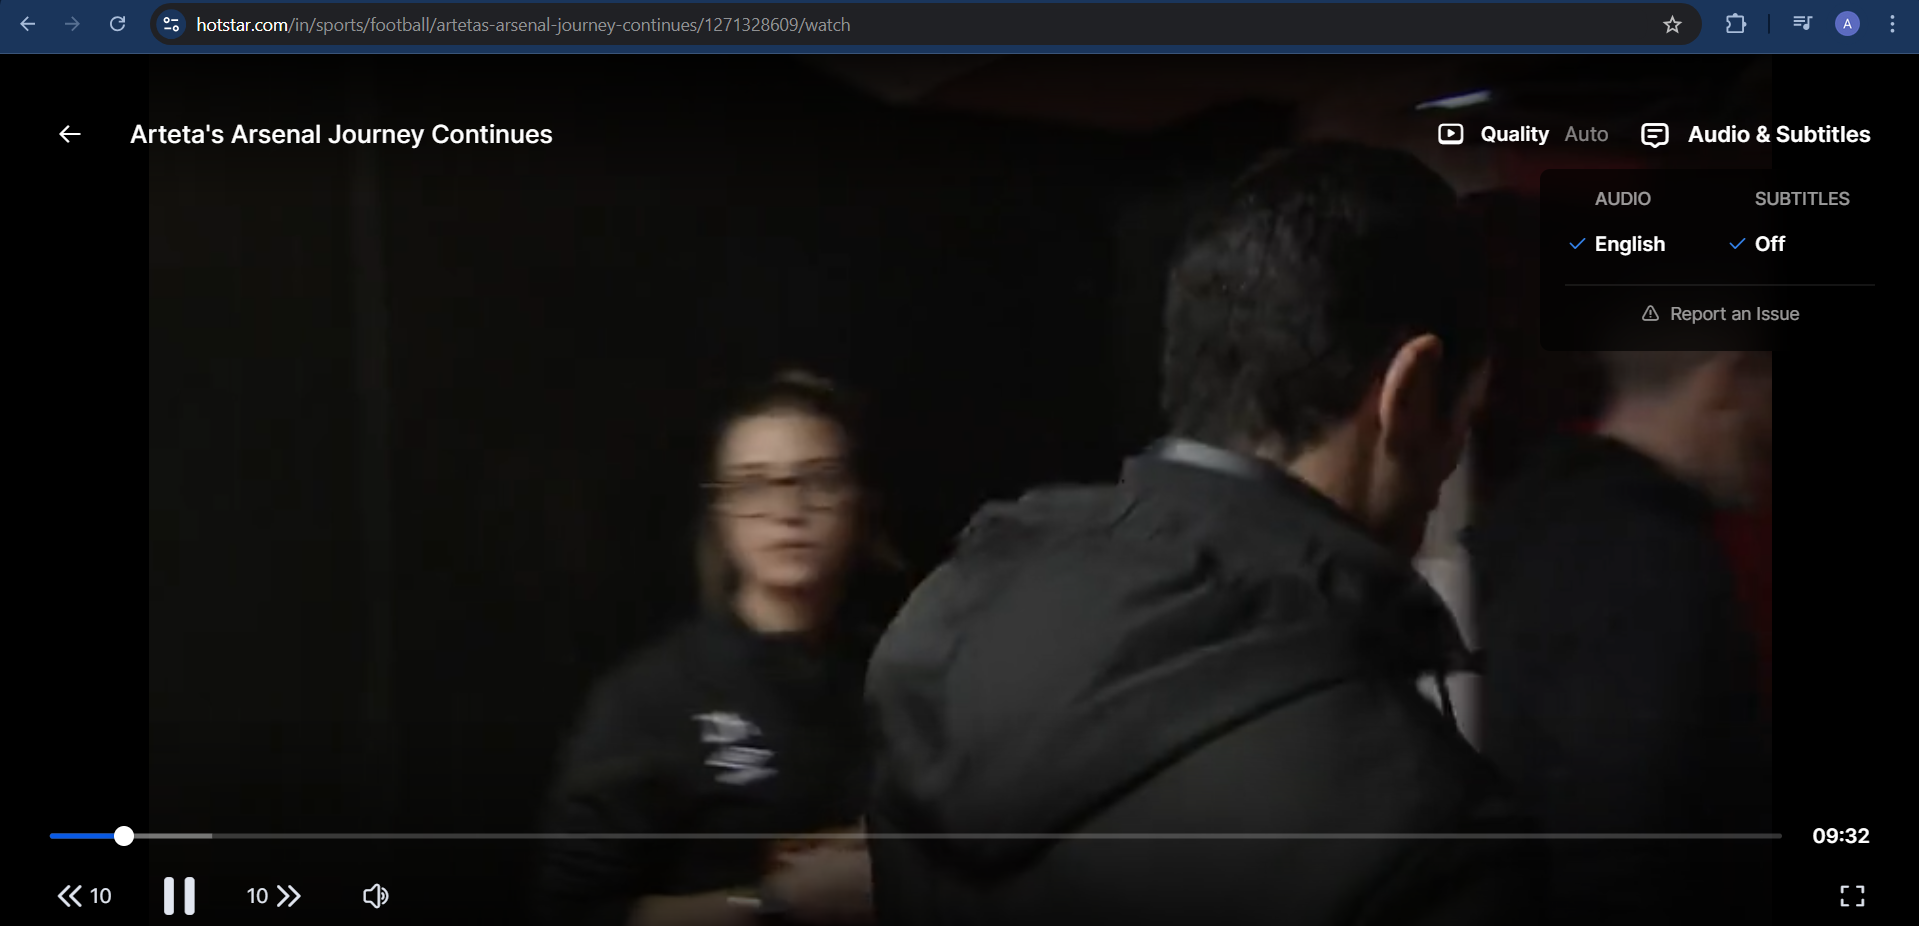 hotstar.com/in/sports/football/artetas-arsenal-journey-continues/1271328609/watch
A
Arteta's Arsenal Journey Continues
Quality Auto
Audio & Subtitles
AUDIO SUBTITLES
English Off
Report an Issue
09:32
10
10